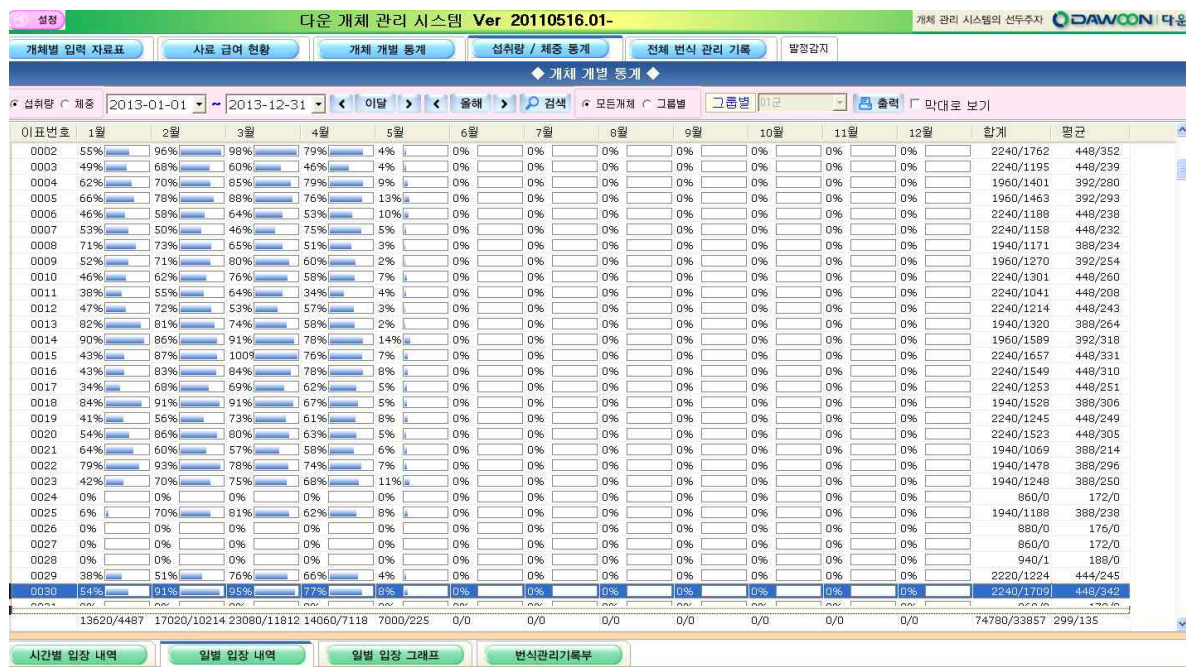 설정 다운 개체 관리 시스템 Ver 20110516.01- 개체 관리 시스템의 선두주자 DAWOON 다운
개체별 입력 자료표 사료 급여 현황 개체 개별 통계 섭취량 / 체중 통계 전체 번식 관리 기록 발정감지
◆ 개체 개별 통계 ◆
섭취량 체중 2013-01-01 ~ 2013-12-31 < 이달 > < 올해 > 검색 모든개체 그룹별 그룹별 01군 출력 막대로 보기
이표번호 1월 2월 3월 4월 5월 6월 7월 8월 9월 10월 11월 12월 합계 평균
0002 55% 96% 98% 79% 4% 0% 0% 0% 0% 0% 0% 0% 2240/1762 448/352
0003 49% 68% 60% 46% 4% 0% 0% 0% 0% 0% 0% 0% 2240/1195 448/239
0004 62% 70% 85% 79% 9% 0% 0% 0% 0% 0% 0% 0% 1960/1401 392/280
0005 66% 78% 88% 76% 13% 0% 0% 0% 0% 0% 0% 0% 1960/1463 392/293
0006 46% 58% 64% 53% 10% 0% 0% 0% 0% 0% 0% 0% 2240/1188 448/238
0007 53% 50% 46% 75% 5% 0% 0% 0% 0% 0% 0% 0% 2240/1158 448/232
0008 71% 73% 65% 51% 3% 0% 0% 0% 0% 0% 0% 0% 1940/1171 388/234
0009 52% 71% 80% 60% 2% 0% 0% 0% 0% 0% 0% 0% 1960/1270 392/254
0010 46% 62% 76% 58% 7% 0% 0% 0% 0% 0% 0% 0% 2240/1301 448/260
0011 38% 55% 64% 34% 4% 0% 0% 0% 0% 0% 0% 0% 2240/1041 448/208
0012 47% 72% 53% 57% 3% 0% 0% 0% 0% 0% 0% 0% 2240/1214 448/243
0013 82% 81% 74% 58% 2% 0% 0% 0% 0% 0% 0% 0% 1940/1320 388/264
0014 90% 86% 91% 78% 14% 0% 0% 0% 0% 0% 0% 0% 1960/1589 392/318
0015 43% 87% 100% 76% 7% 0% 0% 0% 0% 0% 0% 0% 2240/1657 448/331
0016 43% 83% 84% 78% 8% 0% 0% 0% 0% 0% 0% 0% 2240/1549 448/310
0017 34% 68% 69% 62% 5% 0% 0% 0% 0% 0% 0% 0% 2240/1253 448/251
0018 84% 91% 91% 67% 5% 0% 0% 0% 0% 0% 0% 0% 1940/1528 388/306
0019 41% 56% 73% 61% 8% 0% 0% 0% 0% 0% 0% 0% 2240/1245 448/249
0020 54% 86% 80% 63% 5% 0% 0% 0% 0% 0% 0% 0% 2240/1523 448/305
0021 64% 60% 57% 58% 6% 0% 0% 0% 0% 0% 0% 0% 1940/1069 388/214
0022 79% 93% 78% 74% 7% 0% 0% 0% 0% 0% 0% 0% 1940/1478 388/296
0023 42% 70% 75% 68% 11% 0% 0% 0% 0% 0% 0% 0% 1940/1248 388/250
0024 0% 0% 0% 0% 0% 0% 0% 0% 0% 0% 0% 0% 860/0 172/0
0025 6% 70% 81% 62% 8% 0% 0% 0% 0% 0% 0% 0% 1940/1188 388/238
0026 0% 0% 0% 0% 0% 0% 0% 0% 0% 0% 0% 0% 880/0 176/0
0027 0% 0% 0% 0% 0% 0% 0% 0% 0% 0% 0% 0% 860/0 172/0
0028 0% 0% 0% 0% 0% 0% 0% 0% 0% 0% 0% 0% 940/1 188/0
0029 38% 51% 76% 66% 4% 0% 0% 0% 0% 0% 0% 0% 2220/1224 444/245
0030 54% 91% 95% 77% 8% 0% 0% 0% 0% 0% 0% 0% 2240/1709 448/342
13620/4487 17020/10214 23080/11812 14060/7118 7000/225 0/0 0/0 0/0 0/0 0/0 0/0 0/0 74780/33857 299/135
시간별 입장 내역 일별 입장 내역 일별 입장 그래프 번식관리기록부